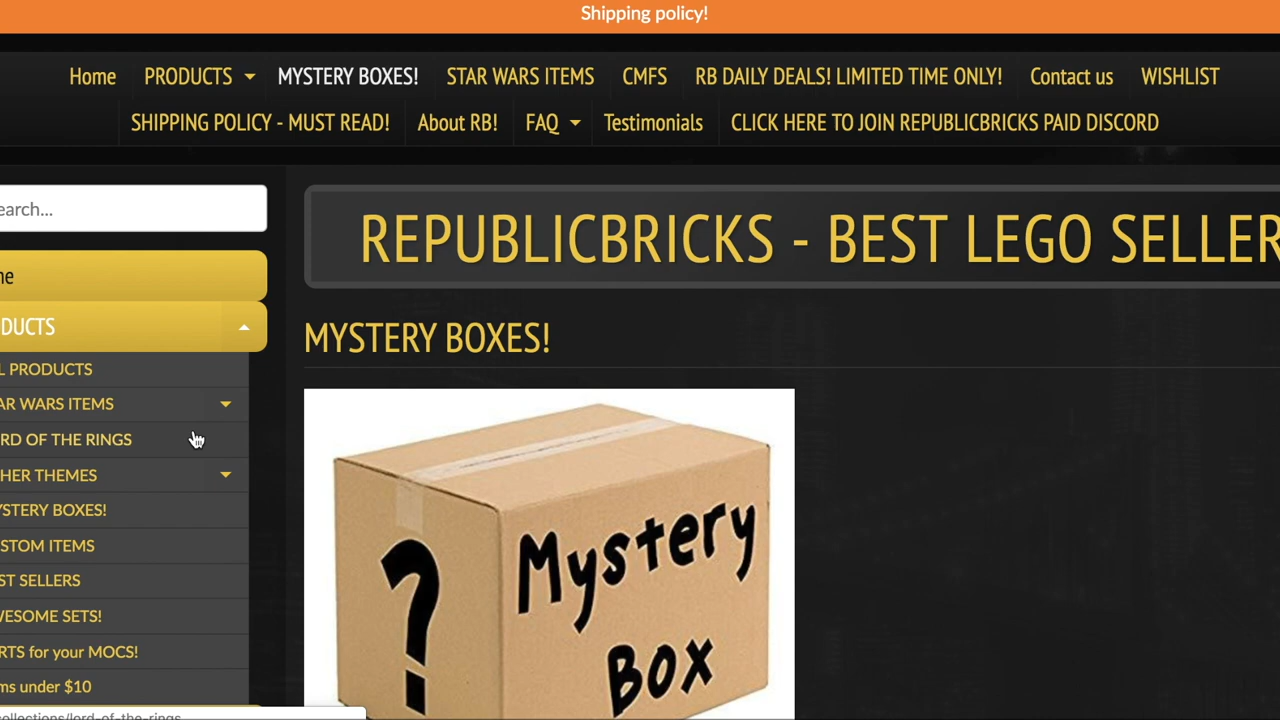 Shipping policy!
Home PRODUCTS MYSTERY BOXES! STAR WARS ITEMS CMFS RB DAILY DEALS! LIMITED TIME ONLY! Contact us WISHLIST
SHIPPING POLICY - MUST READ! About RB! FAQ Testimonials CLICK HERE TO JOIN REPUBLICBRICKS PAID DISCORD
earch...
REPUBLICBRICKS - BEST LEGO SELLER
me
DUCTS
MYSTERY BOXES!
L PRODUCTS
AR WARS ITEMS
RD OF THE RINGS
HER THEMES
YSTERY BOXES!
STOM ITEMS
ST SELLERS
WESOME SETS!
RTS for your MOCS!
ms under $10
? Mystery
BOX
collections/lord-of-the-rings